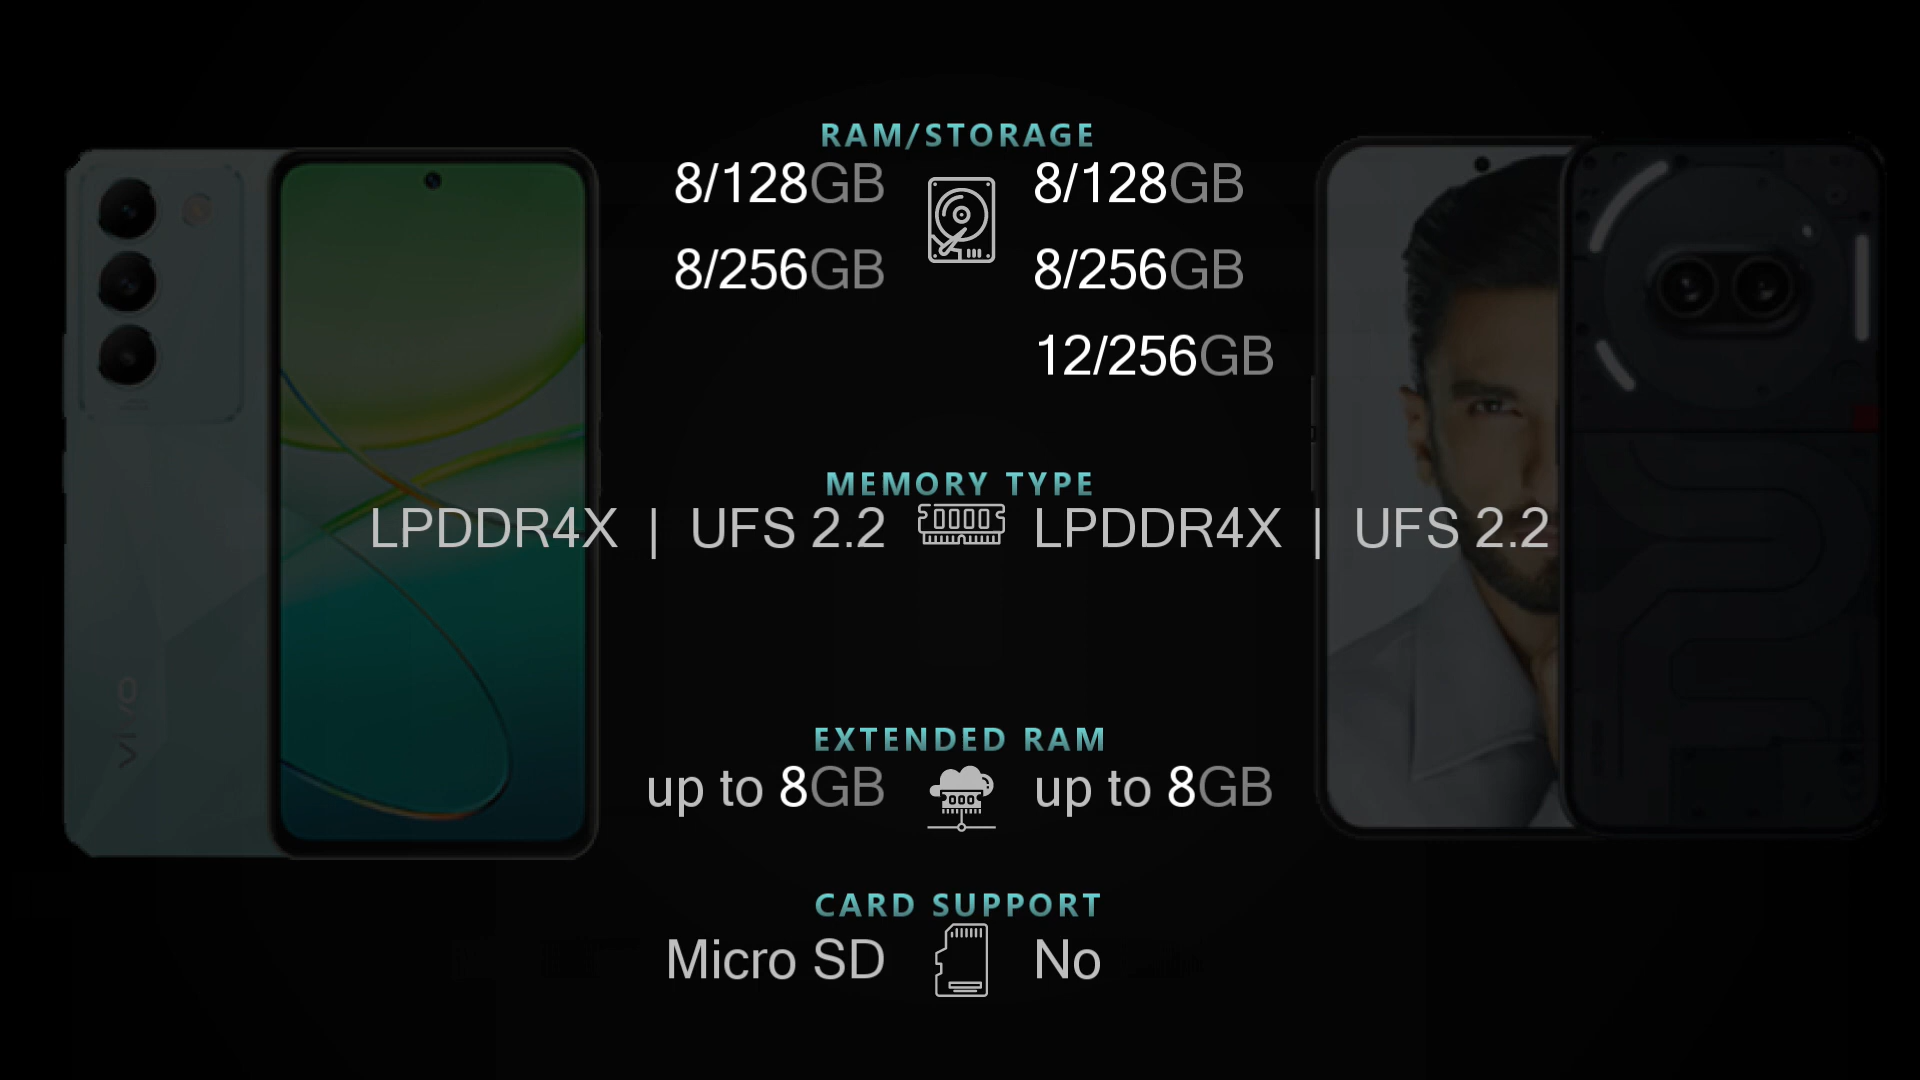 RAM/STORAGE
8/128GB 8/128GB
8/256GB 8/256GB
12/256GB
MEMORY TYPE
LPDDR4X | UFS 2.2 LPDDR4X | UFS 2.2
EXTENDED RAM
up to 8GB up to 8GB
CARD SUPPORT
Micro SD No
vivo